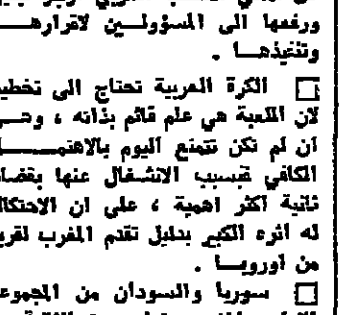 ورفعها الى المسؤولين لاقرارها
وتنفيذها .
الكرة العربية تحتاج الى تخطيط
لان اللعبة هي علم قائم بذاته ، وهي
ان لم تكن تتمتع اليوم بالاهتمام
الكافي فبسبب الانشغال عنها بقضايا
ثانية اكثر اهمية ، على ان الاحتكاك
له اثره الكبير بدليل تقدم المغرب لقربه
من اوروبا .
سوريا والسودان من المجموعة